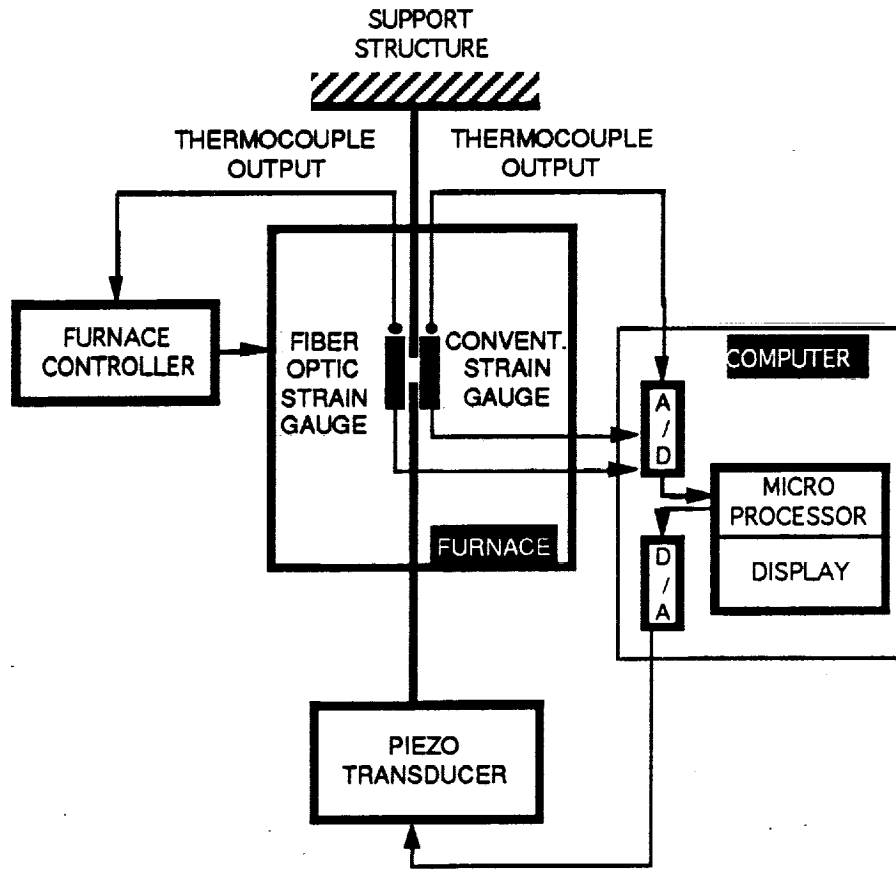 SUPPORT
STRUCTURE
THERMOCOUPLE
OUTPUT
THERMOCOUPLE
OUTPUT
FURNACE
CONTROLLER
FIBER
OPTIC
STRAIN
GAUGE
CONVENT.
STRAIN
GAUGE
COMPUTER
A
/
D
MICRO
PROCESSOR
DISPLAY
D
/
A
FURNACE
PIEZO
TRANSDUCER